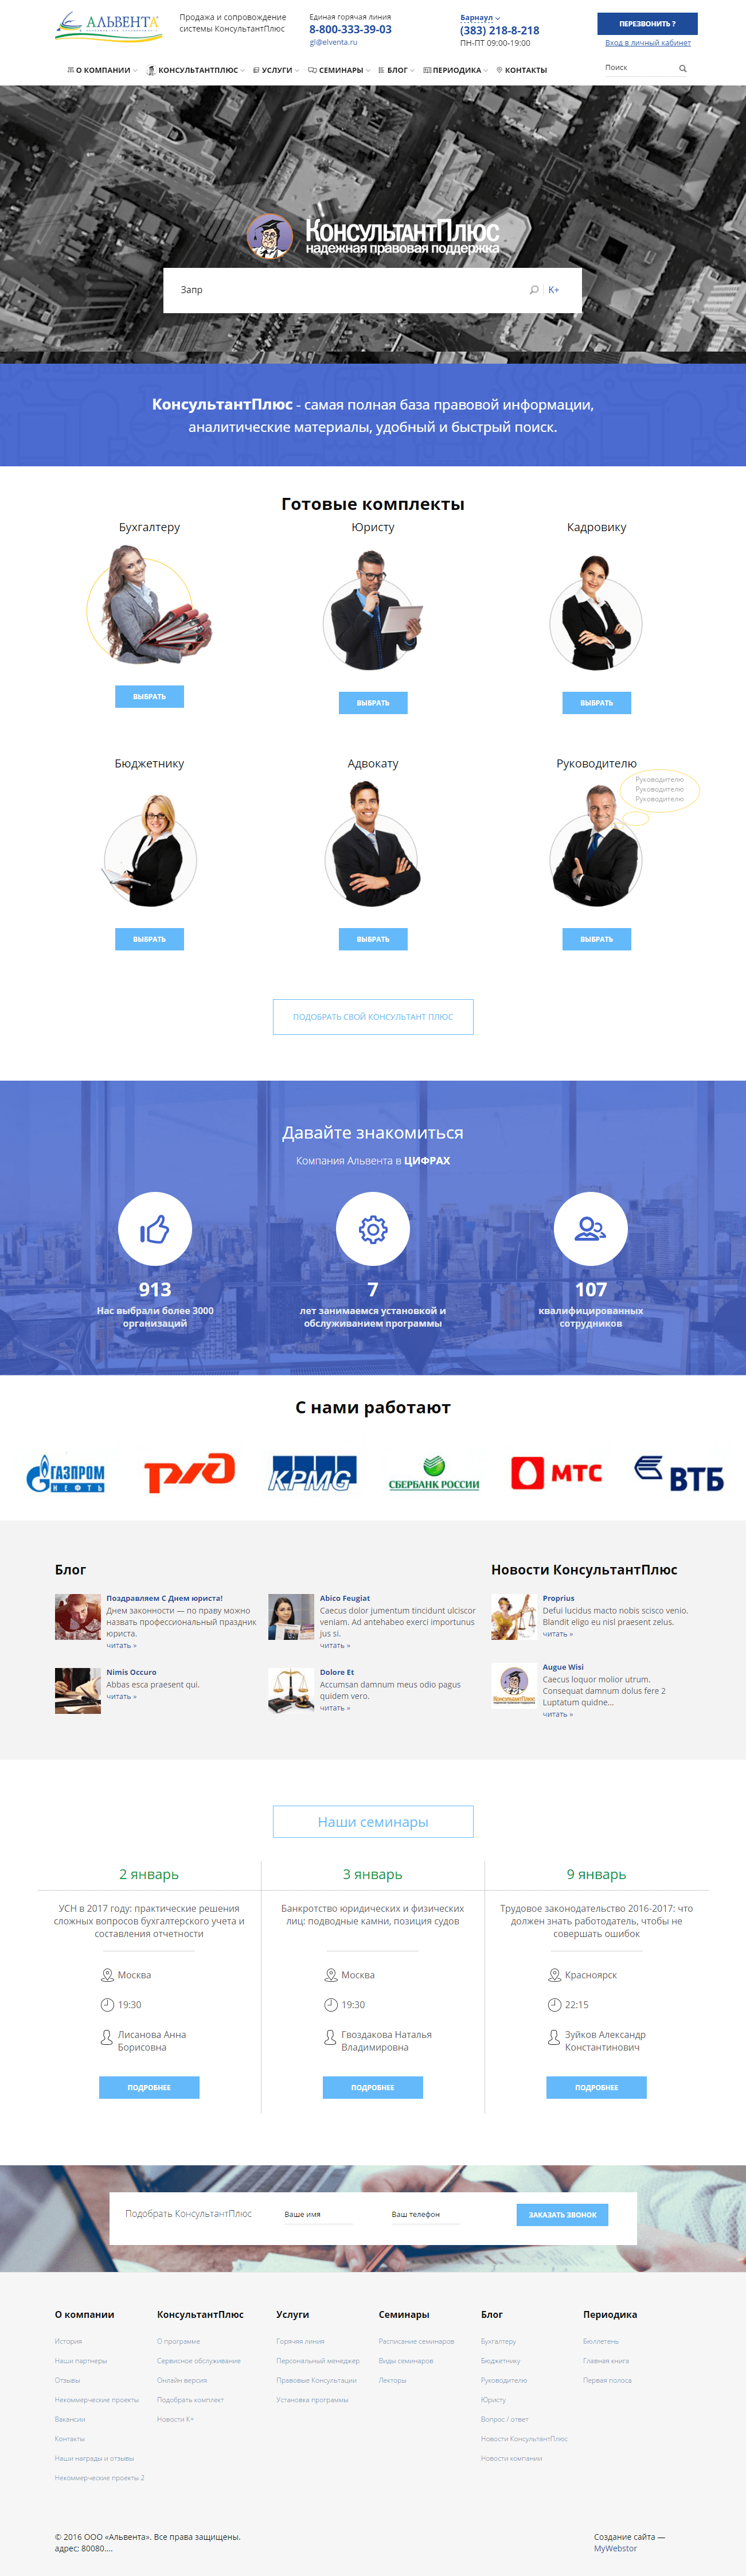 АЛЬВЕНТА
Продажа и сопровождение
системы КонсультантПлюс
Единая горячая линия
8-800-333-39-03
gl@elventa.ru
Барнаул
(383) 218-8-218
ПН-ПТ 09:00-19:00
ПЕРЕЗВОНИТЬ ?
Вход в личный кабинет
О КОМПАНИИ КОНСУЛЬТАНТПЛЮС УСЛУГИ СЕМИНАРЫ БЛОГ ПЕРИОДИКА КОНТАКТЫ
Поиск
КонсультантПлюс
надежная правовая поддержка
Запр
K+
КонсультантПлюс - самая полная база правовой информации,
аналитические материалы, удобный и быстрый поиск.
Готовые комплекты
Бухгалтеру
Юристу
Кадровику
ВЫБРАТЬ
ВЫБРАТЬ
ВЫБРАТЬ
Бюджетнику
Адвокату
Руководителю
Руководителю
Руководителю
Руководителю
ВЫБРАТЬ
ВЫБРАТЬ
ВЫБРАТЬ
ПОДОБРАТЬ СВОЙ КОНСУЛЬТАНТ ПЛЮС
Давайте знакомиться
Компания Альвента в ЦИФРАХ
913
Нас выбрали более 3000
организаций
7
лет занимаемся установкой и
обслуживанием программы
107
квалифицированных
сотрудников
С нами работают
ГАЗПРОМ
НЕФТЬ
РЖД
KPMG
СБЕРБАНК РОССИИ
МТС
ВТБ
Блог
Поздравляем С Днем юриста!
Днем законности — по праву можно
назвать профессиональный праздник
юриста.
читать »
Abico Feugiat
Caecus dolor jumentum tincidunt ulciscor
veniam. Ad antehabeo exerci importunus
jus si.
читать »
Nimis Occuro
Abbas esca praesent qui.
читать »
Dolore Et
Accumsan damnum meus odio pagus
quidem vero.
читать »
Новости КонсультантПлюс
Proprius
Defui lucidus macto nobis scisco venio.
Blandit eligo eu nisl praesent zelus.
читать »
КонсультантПлюс
Augue Wisi
Caecus loquor molior utrum.
Consequat damnum dolus fere 2
Luptatum quidne...
читать »
Наши семинары
2 январь
УСН в 2017 году: практические решения
сложных вопросов бухгалтерского учета и
составления отчетности
Москва
19:30
Лисанова Анна
Борисовна
ПОДРОБНЕЕ
3 январь
Банкротство юридических и физических
лиц: подводные камни, позиция судов
Москва
19:30
Гвоздакова Наталья
Владимировна
ПОДРОБНЕЕ
9 январь
Трудовое законодательство 2016-2017: что
должен знать работодатель, чтобы не
совершать ошибок
Красноярск
22:15
Зуйков Александр
Константинович
ПОДРОБНЕЕ
Подобрать КонсультантПлюс
Ваше имя
Ваш телефон
ЗАКАЗАТЬ ЗВОНОК
О компании
История
Наши партнеры
Отзывы
Некоммерческие проекты
Вакансии
Контакты
Наши награды и отзывы
Некоммерческие проекты 2
КонсультантПлюс
О программе
Сервисное обслуживание
Онлайн версия
Подобрать комплект
Новости К+
Услуги
Горячая линия
Персональный менеджер
Правовые Консультации
Установка программы
Семинары
Расписание семинаров
Виды семинаров
Лекторы
Блог
Бухгалтеру
Бюджетнику
Руководителю
Юристу
Вопрос / ответ
Новости КонсультантПлюс
Новости компании
Периодика
Бюллетень
Главная книга
Первая полоса
© 2016 ООО «Альвента». Все права защищены.
адрес: 80080....
Создание сайта —
MyWebstor